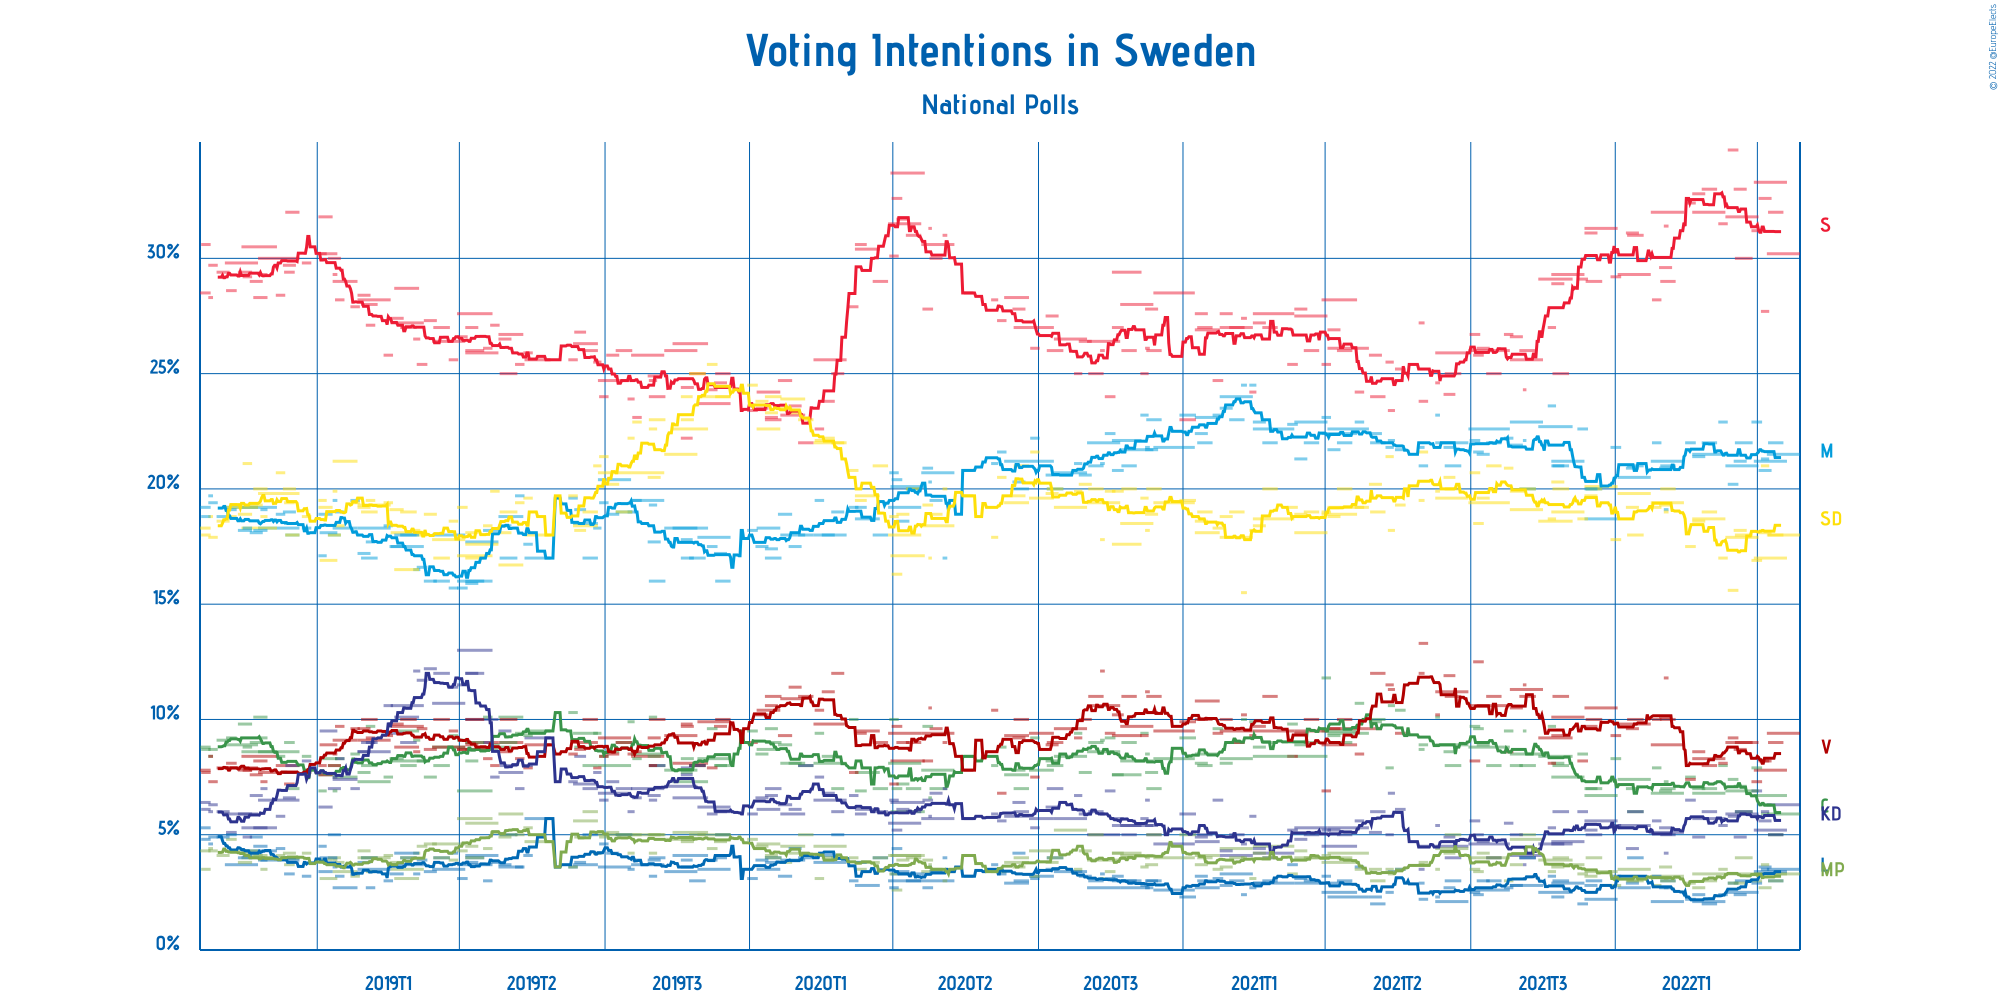 © 2022 @EuropeElects
Voting Intentions in Sweden
National Polls
30%
25%
20%
15%
10%
5%
0%
S
M
SD
V
KD
MP
2019T1
2019T2
2019T3
2020T1
2020T2
2020T3
2021T1
2021T2
2021T3
2022T1